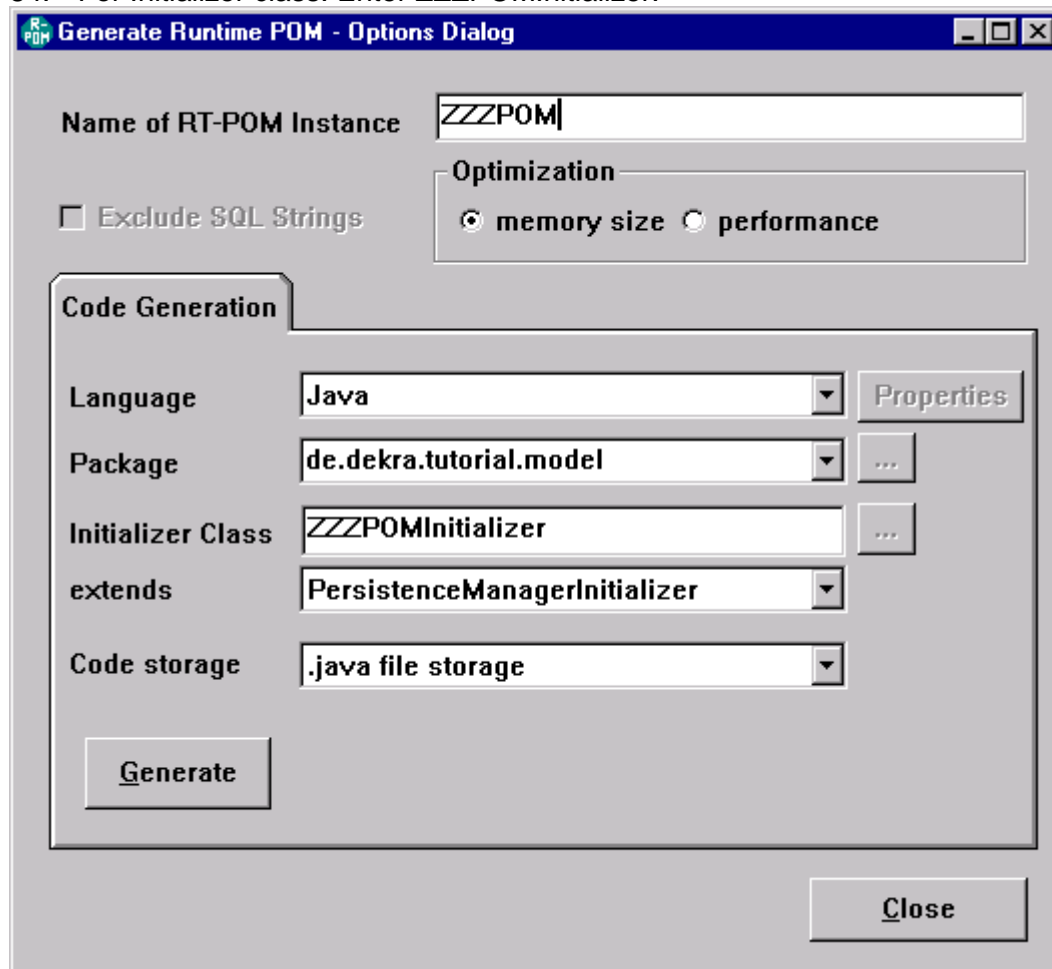 Generate Runtime POM - Options Dialog
Name of RT-POM Instance ZZZPOM
Optimization
Exclude SQL Strings memory size performance
Code Generation
Language Java Properties
Package de.dekra.tutorial.model ...
Initializer Class ZZZPOMInitializer ...
extends PersistenceManagerInitializer
Code storage .java file storage
Generate
Close